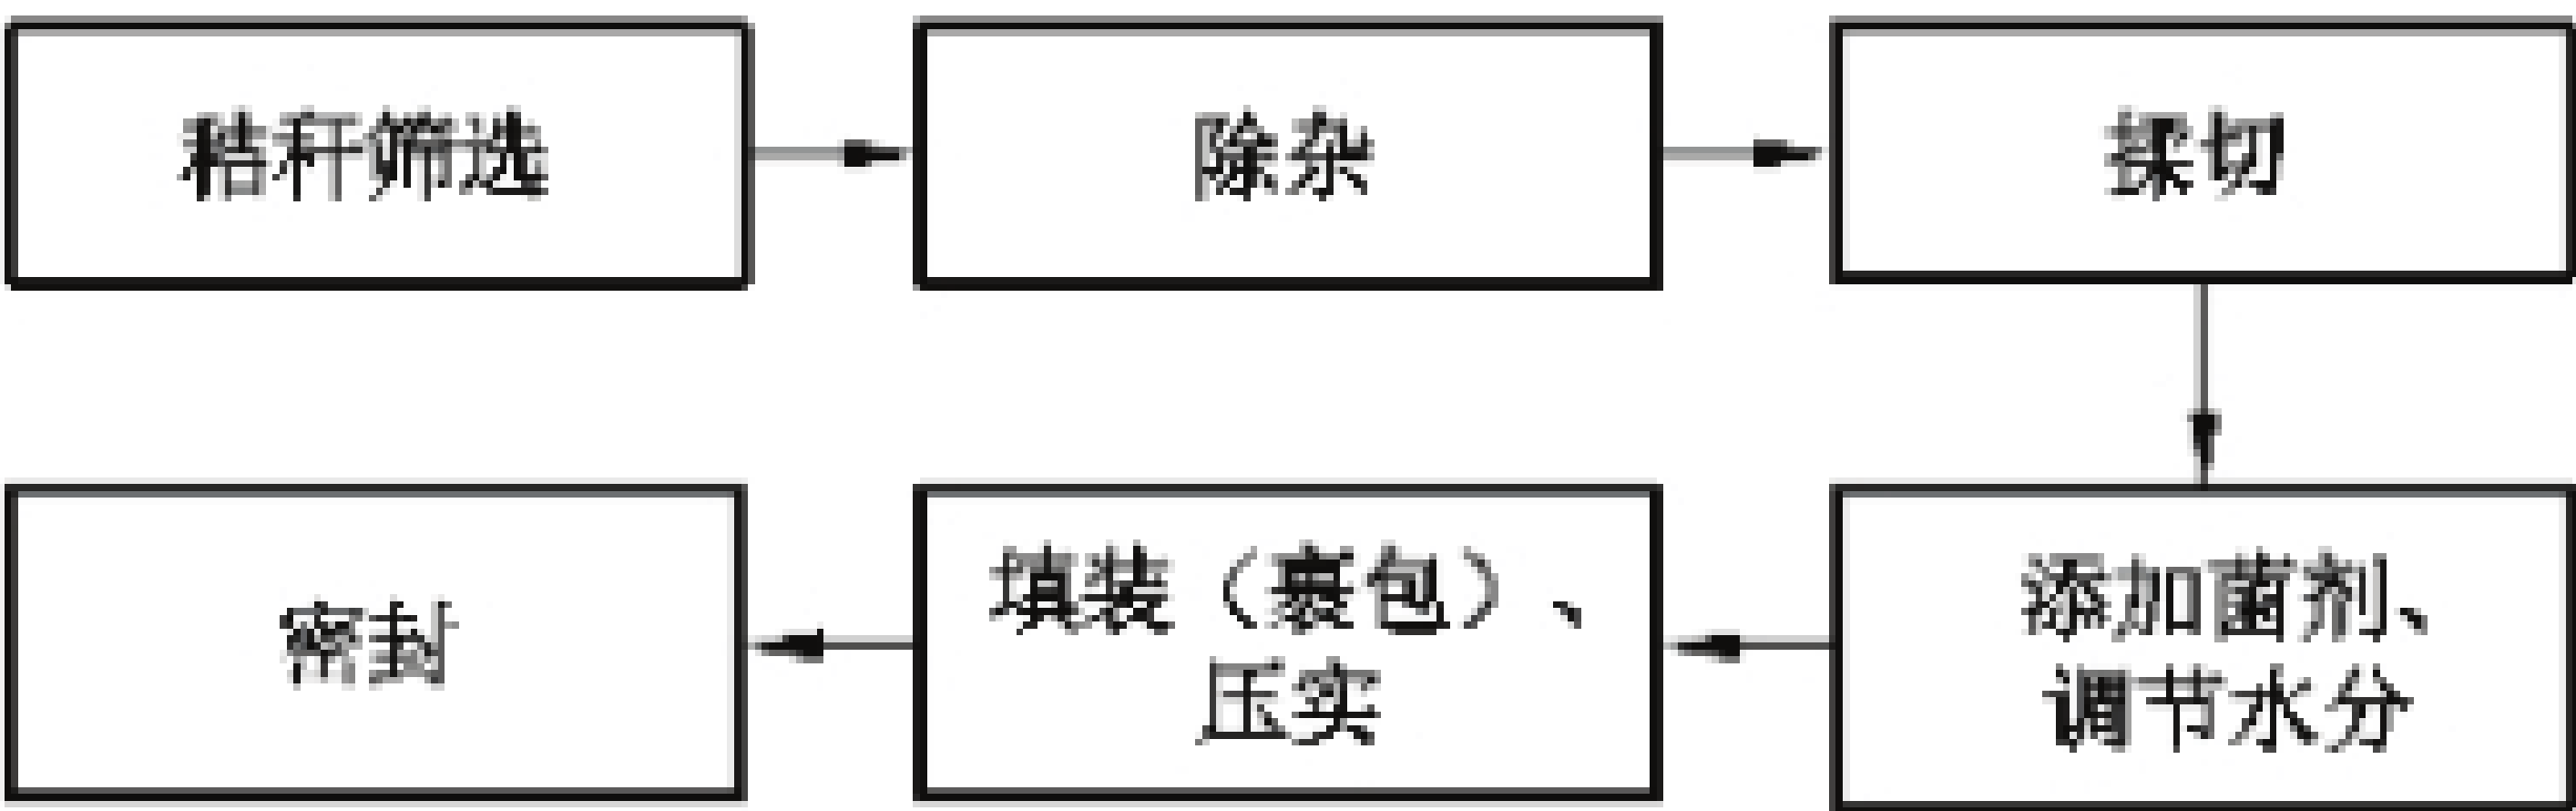 秸秆筛选
除杂
揉切
添加菌剂、
调节水分
填装（裹包）、
压实
密封